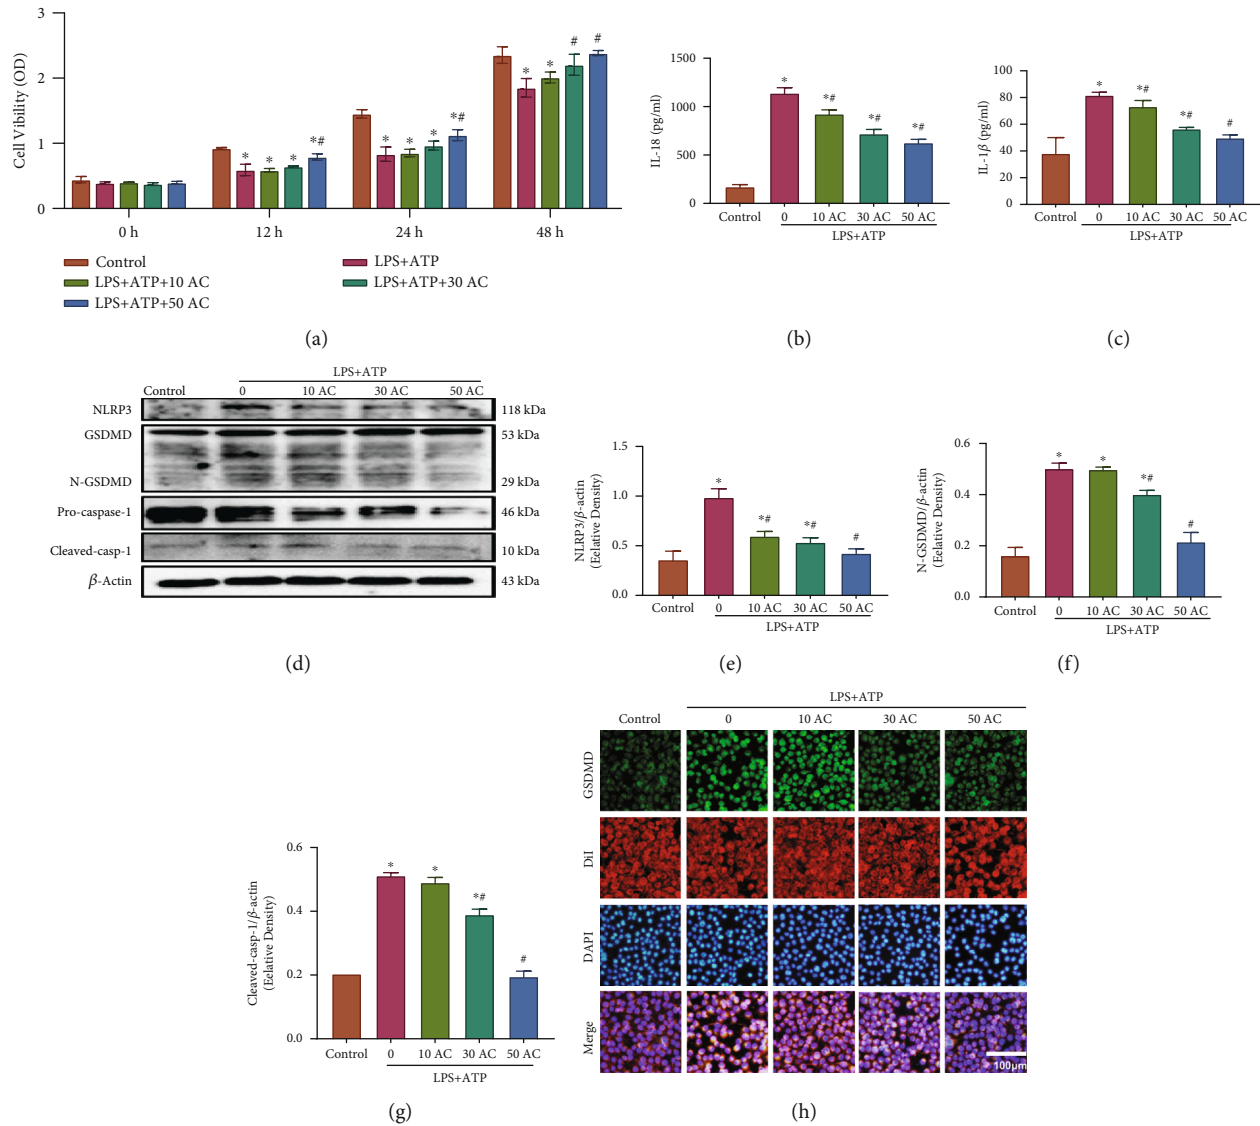 3
2
1
0
Cell Vibility (OD)
* * # #
* * * *#
* * * *#
0 h 12 h 24 h 48 h
Control LPS+ATP
LPS+ATP+10 AC LPS+ATP+30 AC
LPS+ATP+50 AC
(a)
1500
1000
500
0
IL-18 (pg/ml)
* *# *# *#
Control 0 10 AC 30 AC 50 AC
LPS+ATP
(b)
100
80
60
40
20
0
IL-1β (pg/ml)
* *# *# #
Control 0 10 AC 30 AC 50 AC
LPS+ATP
(c)
LPS+ATP
Control 0 10 AC 30 AC 50 AC
NLRP3 118 kDa
GSDMD 53 kDa
N-GSDMD 29 kDa
Pro-caspase-1 46 kDa
Cleaved-casp-1 10 kDa
β-Actin 43 kDa
(d)
1.5
1.0
0.5
0.0
NLRP3/β-actin
(Eelative Density)
* *# *# #
Control 0 10 AC 30 AC 50 AC
LPS+ATP
(e)
0.6
0.4
0.2
0.0
N-GSDMD/β-actin
(Eelative Density)
* * *# #
Control 0 10 AC 30 AC 50 AC
LPS+ATP
(f)
0.6
0.4
0.2
0.0
Cleaved-casp-1/β-actin
(Eelative Density)
* * *# #
Control 0 10 AC 30 AC 50 AC
LPS+ATP
(g)
LPS+ATP
Control 0 10 AC 30 AC 50 AC
GSDMD
DiI
DAPI
Merge
100μm
(h)